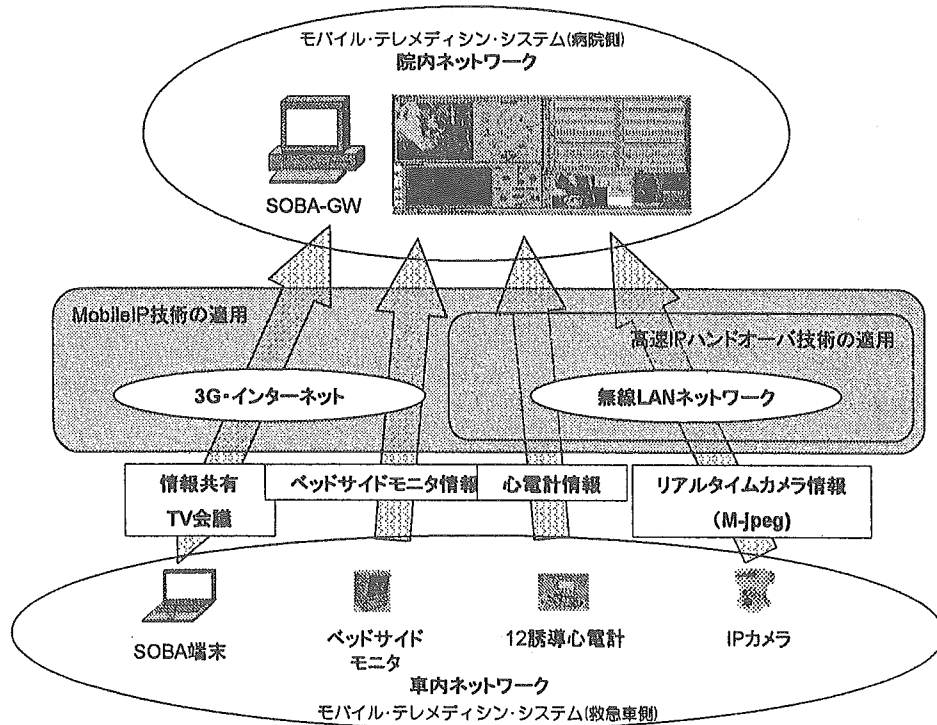 モバイル・テレメディシン・システム(病院側)
院内ネットワーク
SOBA-GW
MobileIP技術の適用
高速IPハンドオーバ技術の適用
3G・インターネット
無線LANネットワーク
情報共有
TV会議
ベッドサイドモニタ情報
心電計情報
リアルタイムカメラ情報
(M-jpeg)
SOBA端末
ベッドサイド
モニタ
12誘導心電計
IPカメラ
車内ネットワーク
モバイル・テレメディシン・システム(救急車側)